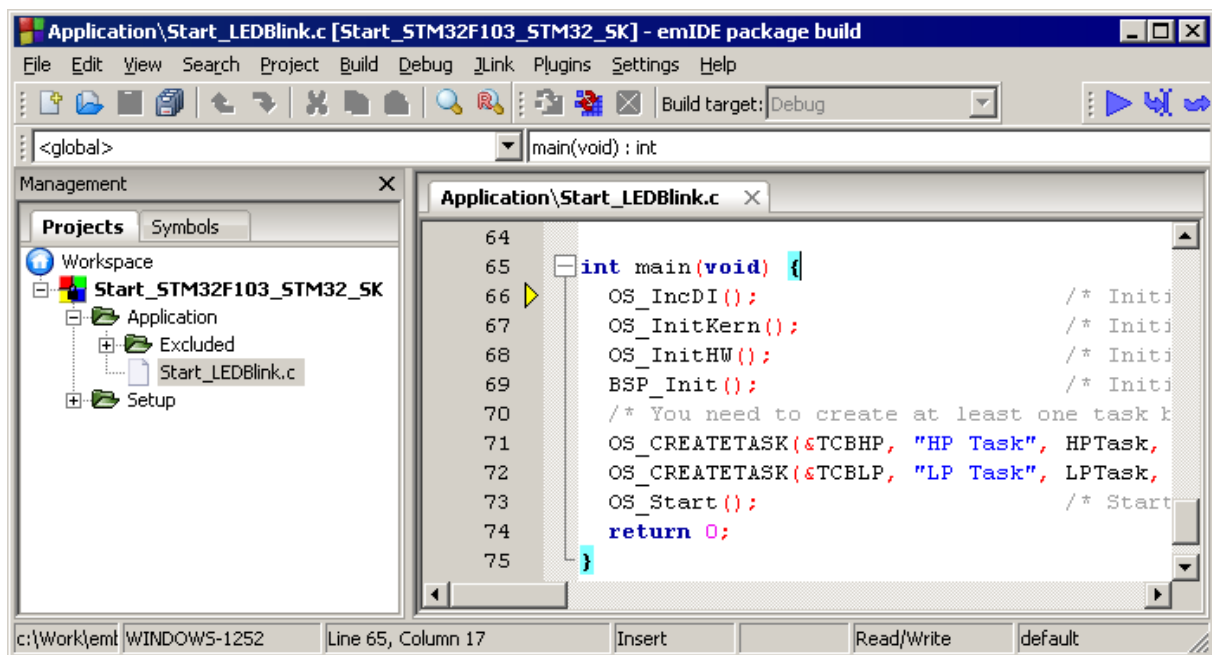 Application\Start_LEDBlink.c [Start_STM32F103_STM32_SK] - emIDE package build
File Edit View Search Project Build Debug JLink Plugins Settings Help
Build target: Debug
<global> main(void) : int
Management
Projects Symbols
Workspace
Start_STM32F103_STM32_SK
Application
Excluded
Start_LEDBlink.c
Setup
Application\Start_LEDBlink.c
64
65 int main(void) {
66 OS_IncDI(); /* Initi
67 OS_InitKern(); /* Initi
68 OS_InitHW(); /* Initi
69 BSP_Init(); /* Initi
70 /* You need to create at least one task b
71 OS_CREATETASK(&TCBHP, "HP Task", HPTask,
72 OS_CREATETASK(&TCBLP, "LP Task", LPTask,
73 OS_Start(); /* Start
74 return 0;
75 }
c:\Work\emb WINDOWS-1252 Line 65, Column 17 Insert Read/Write default